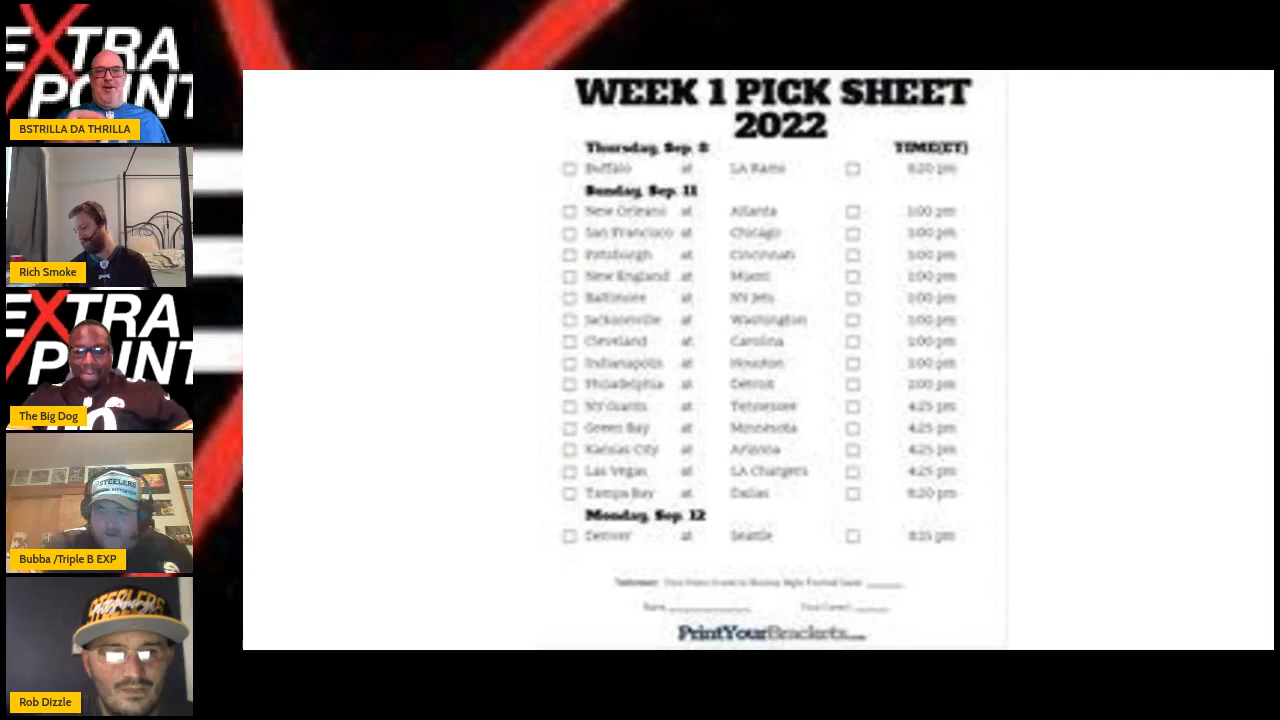 EXTRA
POINT
BSTRILLA DA THRILLA
Rich Smoke
EXTRA
POINT
The Big Dog
STEELERS
Bubba /Triple B EXP
STEELERS
Rob Dizzle
WEEK 1 PICK SHEET
2022
Thursday, Sep. 8 TIME(ET)
Buffalo at LA Rams 8:20 pm
Sunday, Sep. 11
New Orleans at Atlanta 1:00 pm
San Francisco at Chicago 1:00 pm
Pittsburgh at Cincinnati 1:00 pm
New England at Miami 1:00 pm
Baltimore at NY Jets 1:00 pm
Jacksonville at Washington 1:00 pm
Cleveland at Carolina 1:00 pm
Indianapolis at Houston 1:00 pm
Philadelphia at Detroit 1:00 pm
NY Giants at Tennessee 4:25 pm
Green Bay at Minnesota 4:25 pm
Kansas City at Arizona 4:25 pm
Las Vegas at LA Chargers 4:25 pm
Tampa Bay at Dallas 8:20 pm
Monday, Sep. 12
Denver at Seattle 8:15 pm
Name
PrintYourBrackets.com